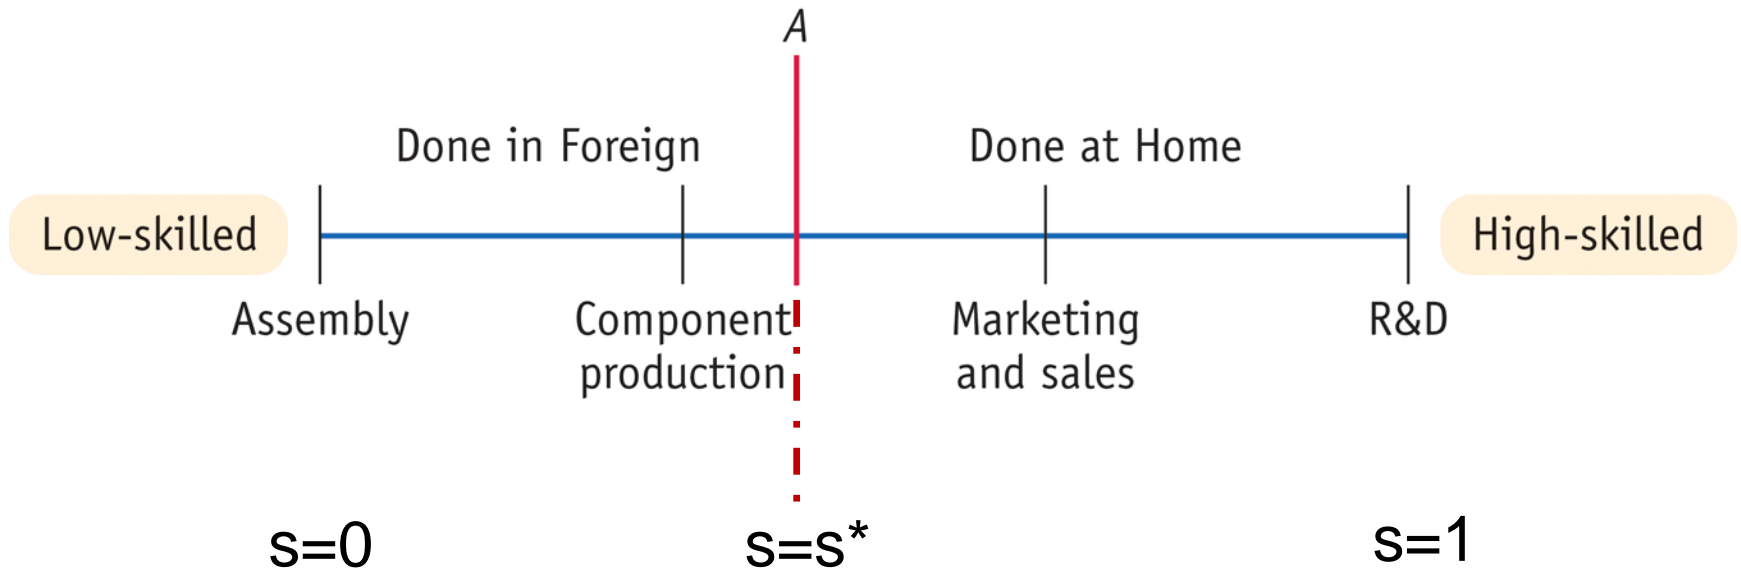 A
Done in Foreign
Done at Home
Low-skilled
High-skilled
Assembly
Component
production
Marketing
and sales
R&D
s=0
s=s*
s=1